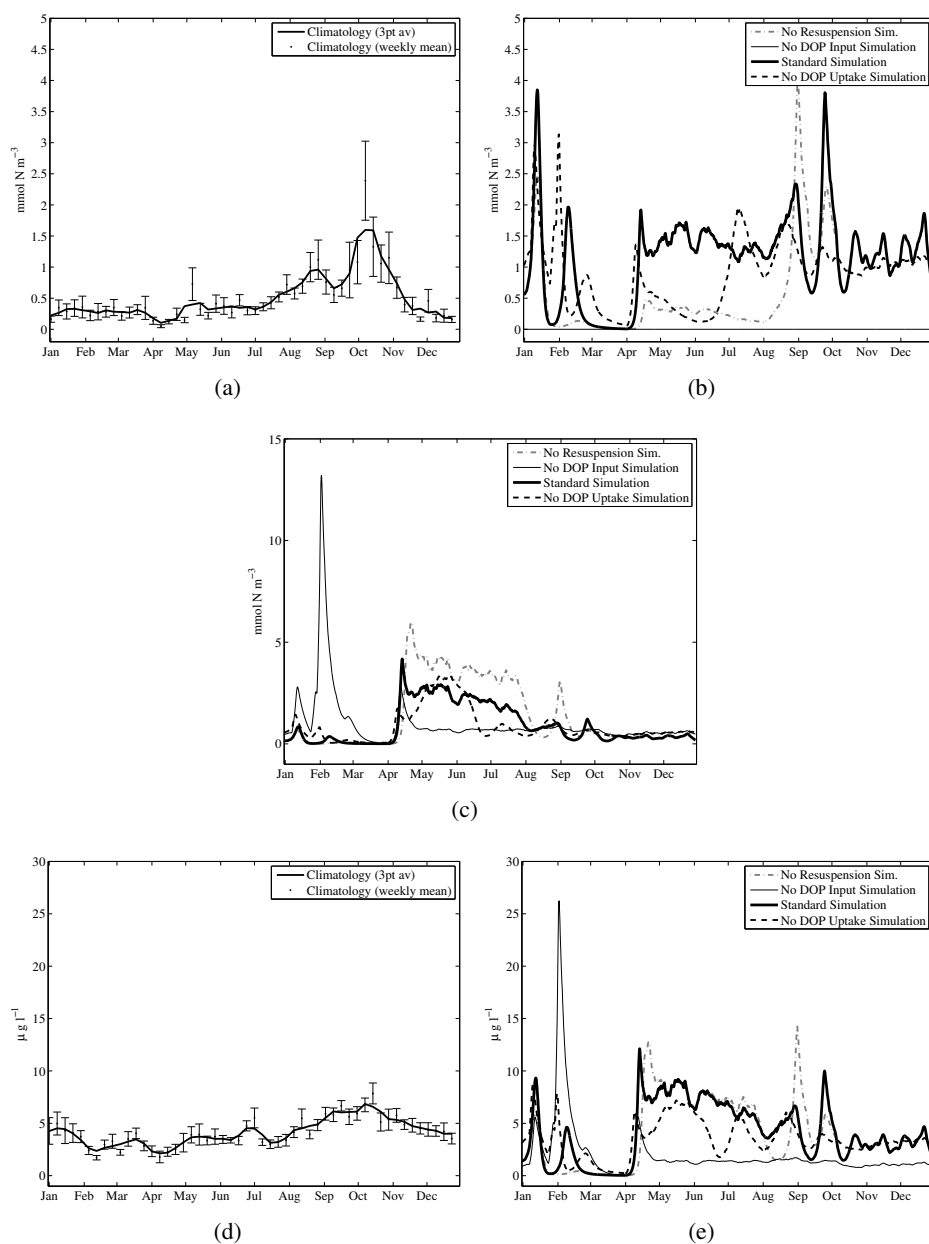 5
4.5
4
3.5
3
2.5
2
1.5
1
0.5
0
mmol N m−3
Climatology (3pt av)
Climatology (weekly mean)
Jan Feb Mar Apr May Jun Jul Aug Sep Oct Nov Dec
(a)
5
4.5
4
3.5
3
2.5
2
1.5
1
0.5
0
mmol N m−3
No Resuspension Sim.
No DOP Input Simulation
Standard Simulation
No DOP Uptake Simulation
Jan Feb Mar Apr May Jun Jul Aug Sep Oct Nov Dec
(b)
15
10
5
0
mmol N m−3
No Resuspension Sim.
No DOP Input Simulation
Standard Simulation
No DOP Uptake Simulation
Jan Feb Mar Apr May Jun Jul Aug Sep Oct Nov Dec
(c)
30
25
20
15
10
5
0
μ g l−1
Climatology (3pt av)
Climatology (weekly mean)
Jan Feb Mar Apr May Jun Jul Aug Sep Oct Nov Dec
(d)
30
25
20
15
10
5
0
μ g l−1
No Resuspension Sim.
No DOP Input Simulation
Standard Simulation
No DOP Uptake Simulation
Jan Feb Mar Apr May Jun Jul Aug Sep Oct Nov Dec
(e)